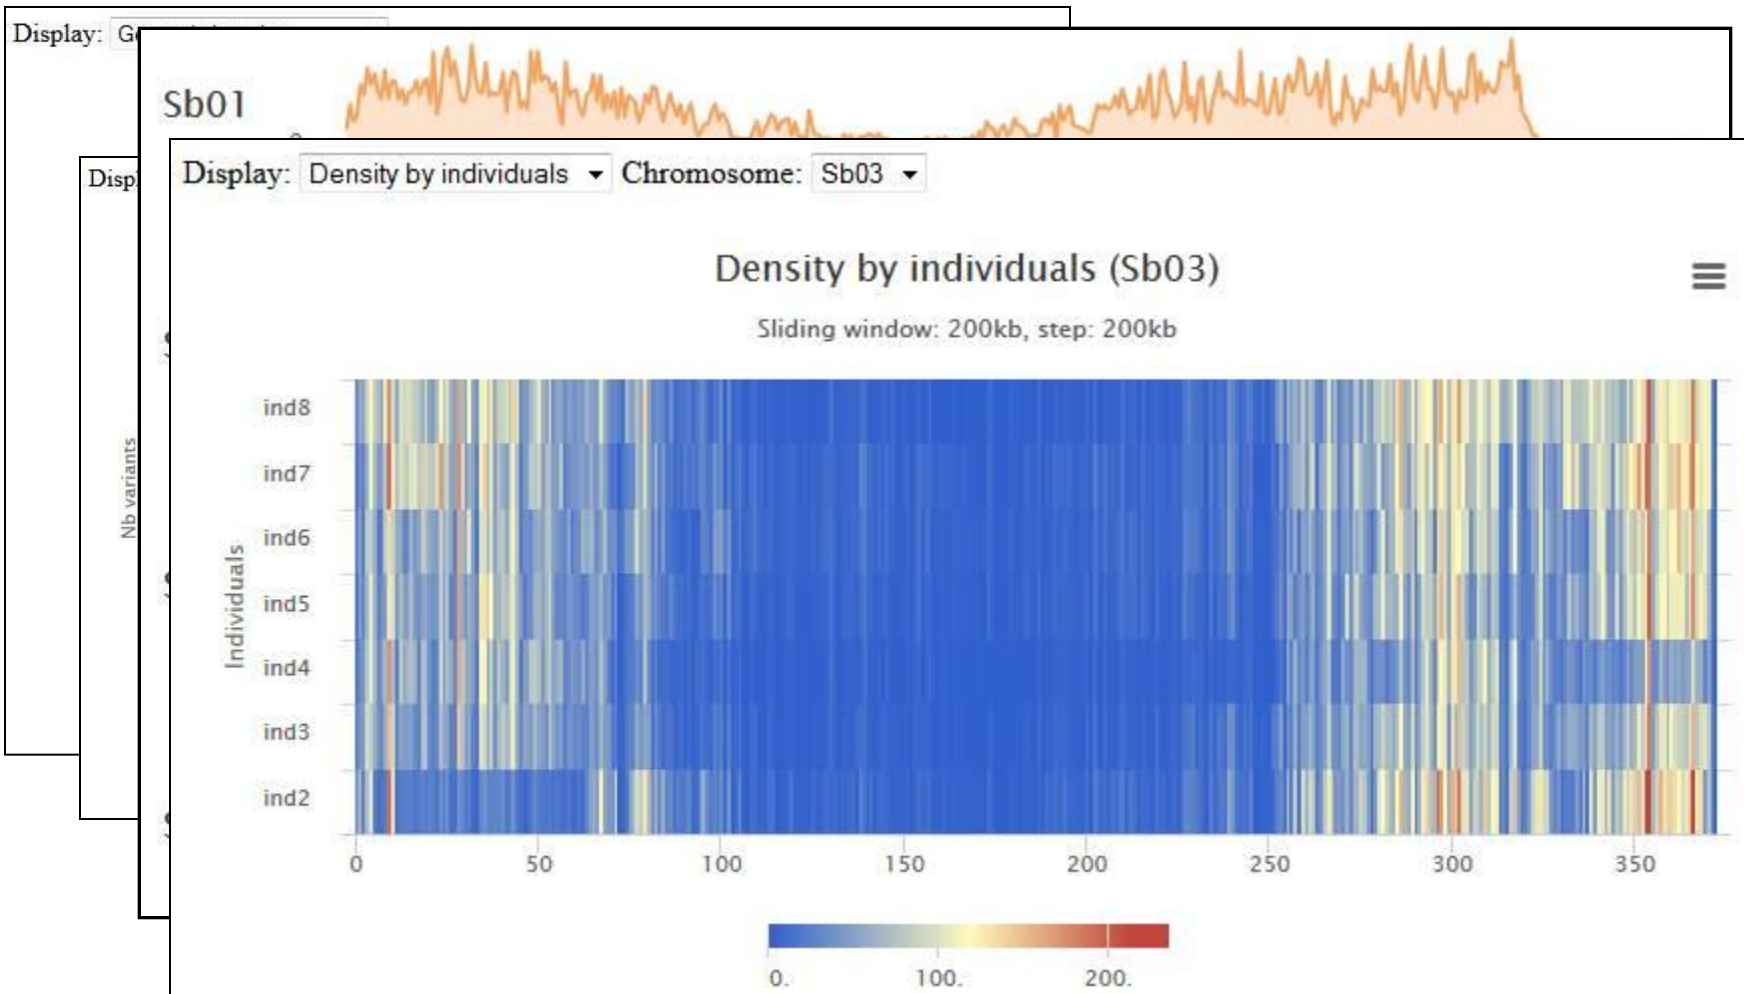 Display:
Sb01
Display: Density by individuals Chromosome: Sb03
Density by individuals (Sb03)
Sliding window: 200kb, step: 200kb
Nb variants
Individuals
ind8
ind7
ind6
ind5
ind4
ind3
ind2
0 50 100 150 200 250 300 350
0. 100. 200.